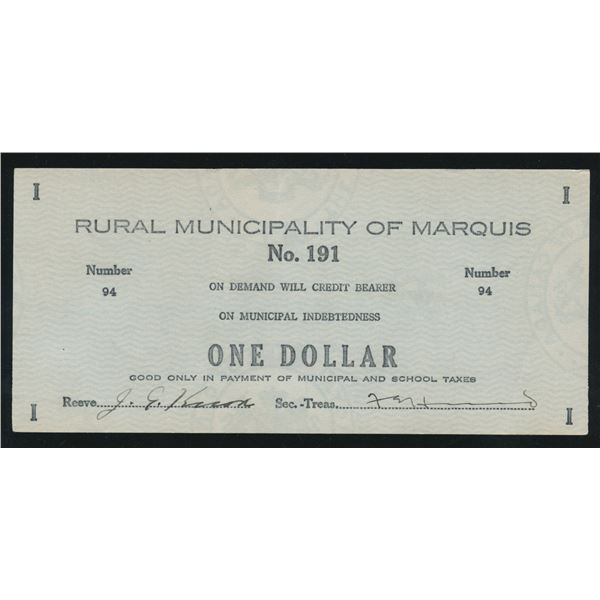 I I
RURAL MUNICIPALITY OF MARQUIS
No. 191
Number Number
94 94
ON DEMAND WILL CREDIT BEARER
ON MUNICIPAL INDEBTEDNESS
ONE DOLLAR
GOOD ONLY IN PAYMENT OF MUNICIPAL AND SCHOOL TAXES
Reeve J. E. Sec.-Treas.
I I